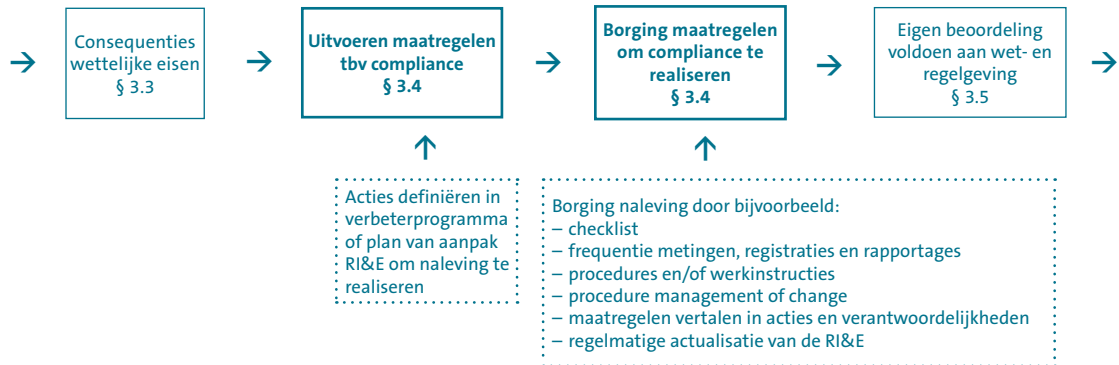 Consequenties
wettelijke eisen
§ 3.3
Uitvoeren maatregelen
tbv compliance
§ 3.4
Borging maatregelen
om compliance te
realiseren
§ 3.4
Eigen beoordeling
voldoen aan wet- en
regelgeving
§ 3.5
Acties definiëren in
verbeterprogramma
of plan van aanpak
RI&E om naleving te
realiseren
Borging naleving door bijvoorbeeld:
– checklist
– frequentie metingen, registraties en rapportages
– procedures en/of werkinstructies
– procedure management of change
– maatregelen vertalen in acties en verantwoordelijkheden
– regelmatige actualisatie van de RI&E